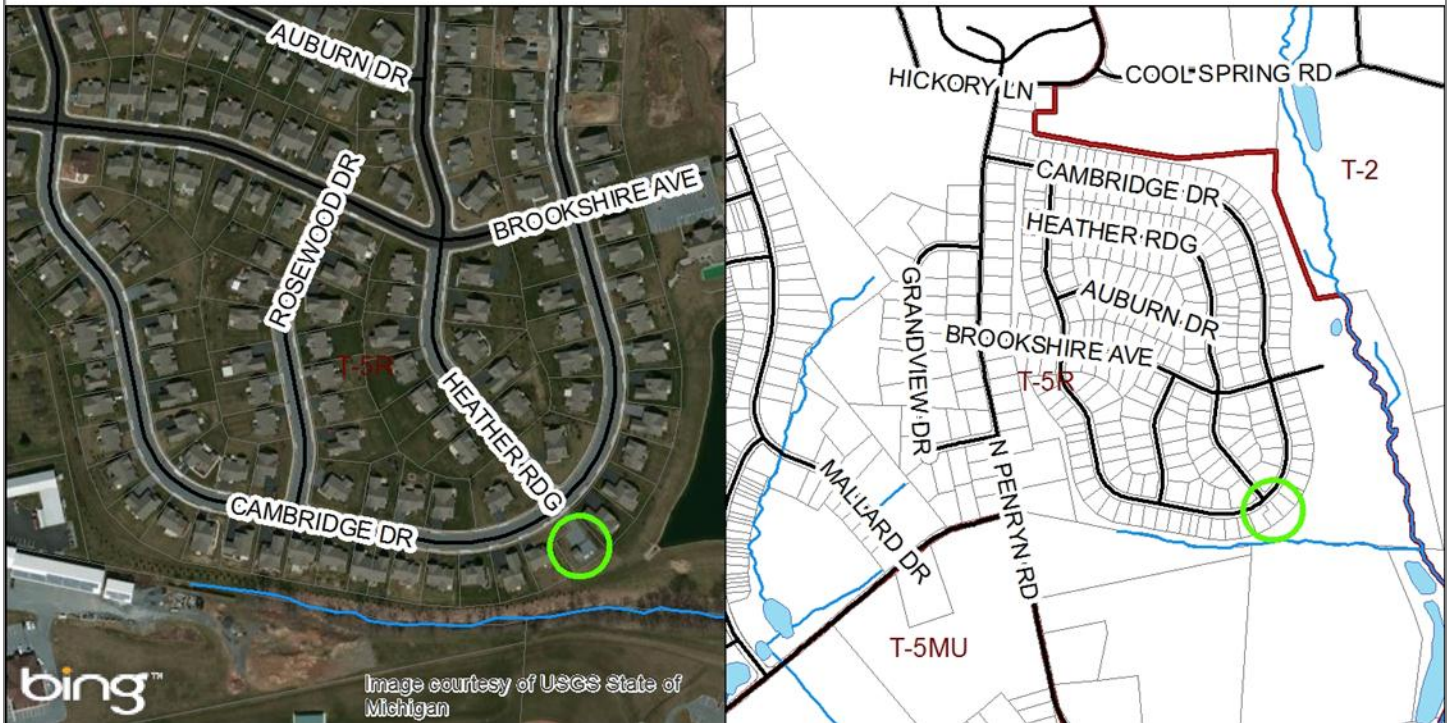 AUBURN DR
ROSEWOOD DR
BROOKSHIRE AVE
T-5R
HEATHER RDG
CAMBRIDGE DR
bing™
Image courtesy of USGS State of
Michigan
HICKORY LN
COOL SPRING RD
T-2
CAMBRIDGE DR
HEATHER RDG
GRANDVIEW DR
AUBURN DR
BROOKSHIRE AVE
T-5R
N PENRYN RD
MALLARD DR
T-5MU